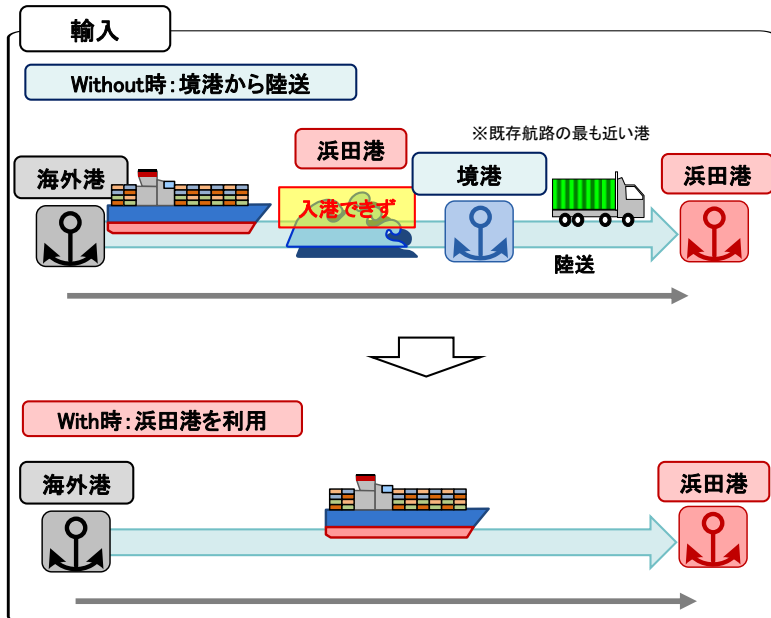 輸入
Without時：境港から陸送
※既存航路の最も近い港
浜田港
海外港
境港
浜田港
入港できず
陸送
With時：浜田港を利用
海外港
浜田港